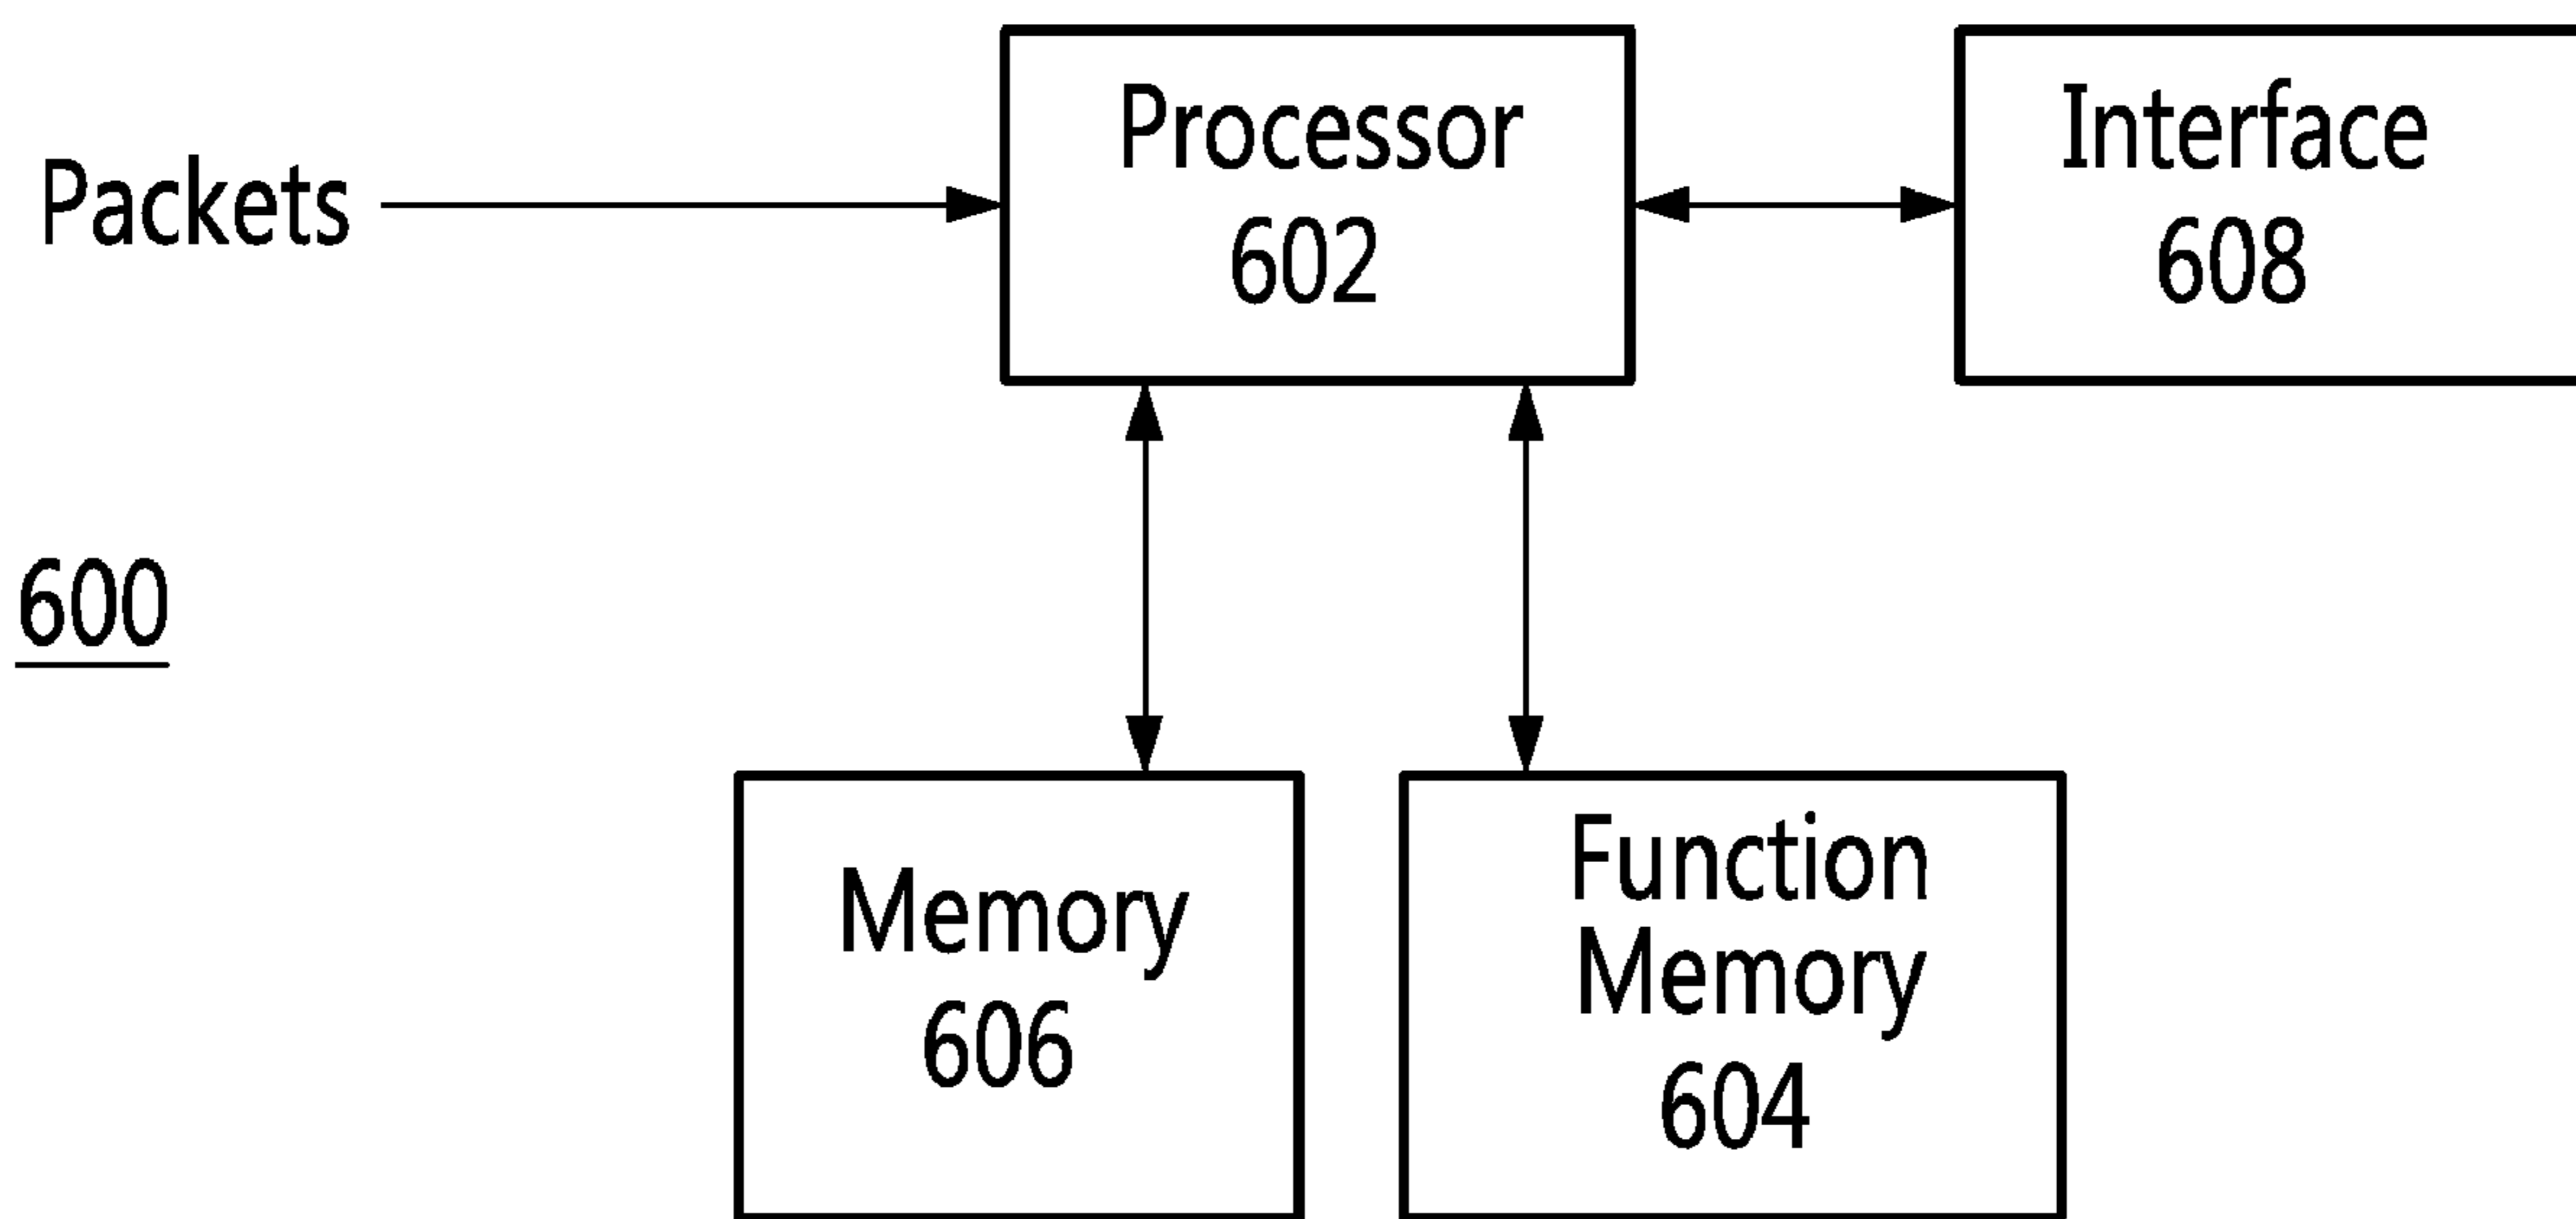 Packets
Processor
602
Interface
608
600
Memory
606
Function
Memory
604